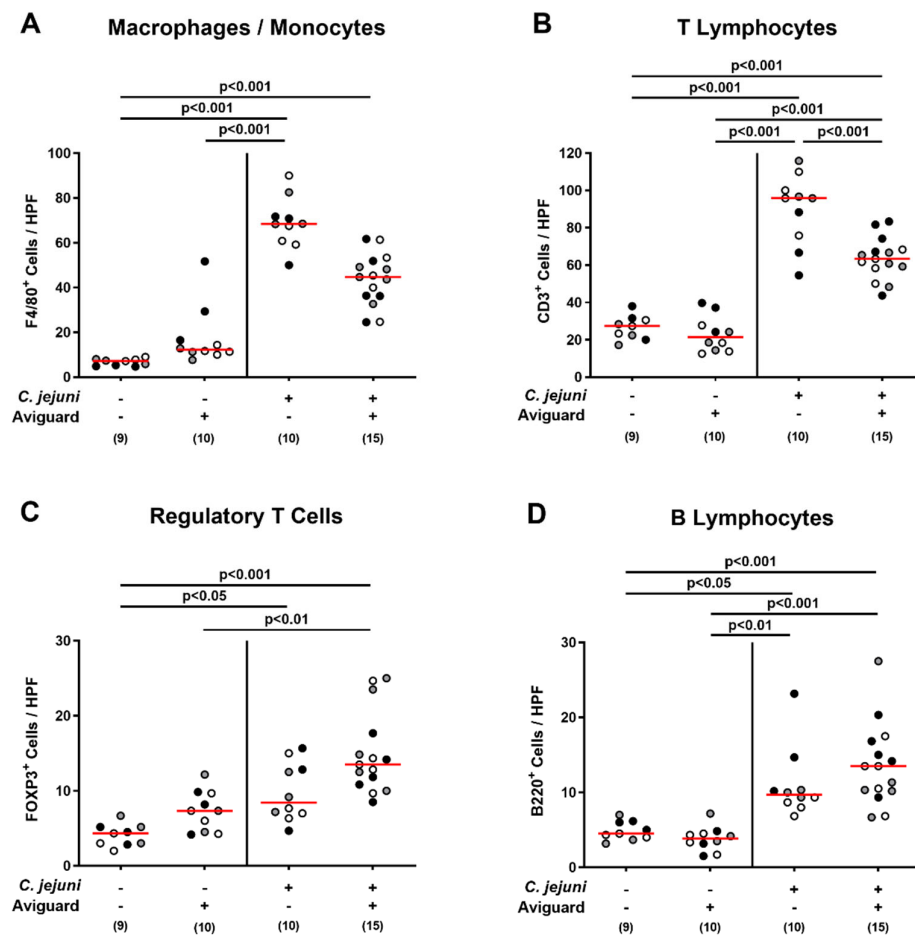 A Macrophages / Monocytes
p<0.001
p<0.001
p<0.001
F4/80+ Cells / HPF
100
80
60
40
20
0
C. jejuni - - + +
Aviguard - + - +
(9) (10) (10) (15)
B T Lymphocytes
p<0.001
p<0.001
p<0.001
p<0.001 p<0.001
CD3+ Cells / HPF
120
100
80
60
40
20
0
C. jejuni - - + +
Aviguard - + - +
(9) (10) (10) (15)
C Regulatory T Cells
p<0.001
p<0.05
p<0.01
FOXP3+ Cells / HPF
30
20
10
0
C. jejuni - - + +
Aviguard - + - +
(9) (10) (10) (15)
D B Lymphocytes
p<0.001
p<0.05
p<0.001
p<0.01
B220+ Cells / HPF
30
20
10
0
C. jejuni - - + +
Aviguard - + - +
(9) (10) (10) (15)